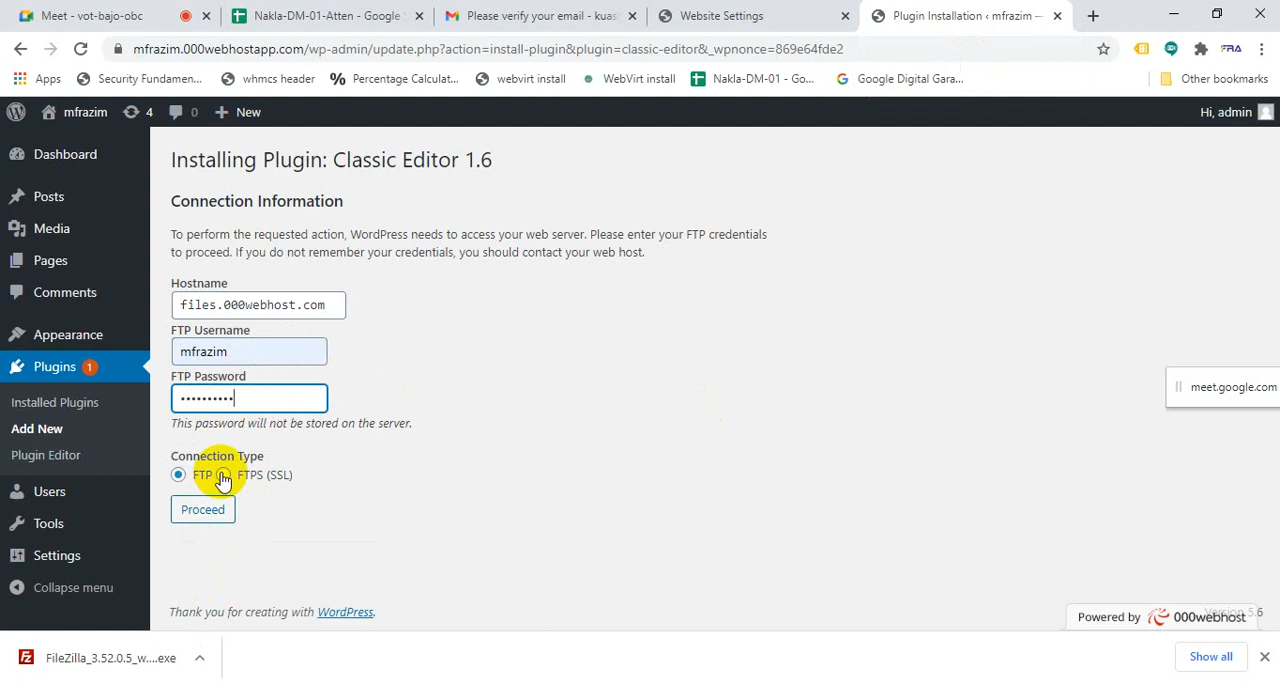 Meet - vot-bajo-obc
Nakla-DM-01-Atten - Google
Please verify your email - kuas
Website Settings
Plugin Installation ‹ mfrazim —
mfrazim.000webhostapp.com/wp-admin/update.php?action=install-plugin&plugin=classic-editor&_wpnonce=869e64fde2
Apps
Security Fundamen...
whmcs header
Percentage Calculat...
webvirt install
WebVirt install
Nakla-DM-01 - Go...
Google Digital Gara...
Other bookmarks
mfrazim
4
0
New
Hi, admin
Dashboard
Posts
Media
Pages
Comments
Appearance
Plugins 1
Installed Plugins
Add New
Plugin Editor
Users
Tools
Settings
Collapse menu
Installing Plugin: Classic Editor 1.6
Connection Information
To perform the requested action, WordPress needs to access your web server. Please enter your FTP credentials
to proceed. If you do not remember your credentials, you should contact your web host.
Hostname
files.000webhost.com
FTP Username
mfrazim
FTP Password
••••••••••
This password will not be stored on the server.
Connection Type
FTP
FTPS (SSL)
Proceed
meet.google.com
Thank you for creating with WordPress.
Version 5.6
Powered by 000webhost
FileZilla_3.52.0.5_w....exe
Show all